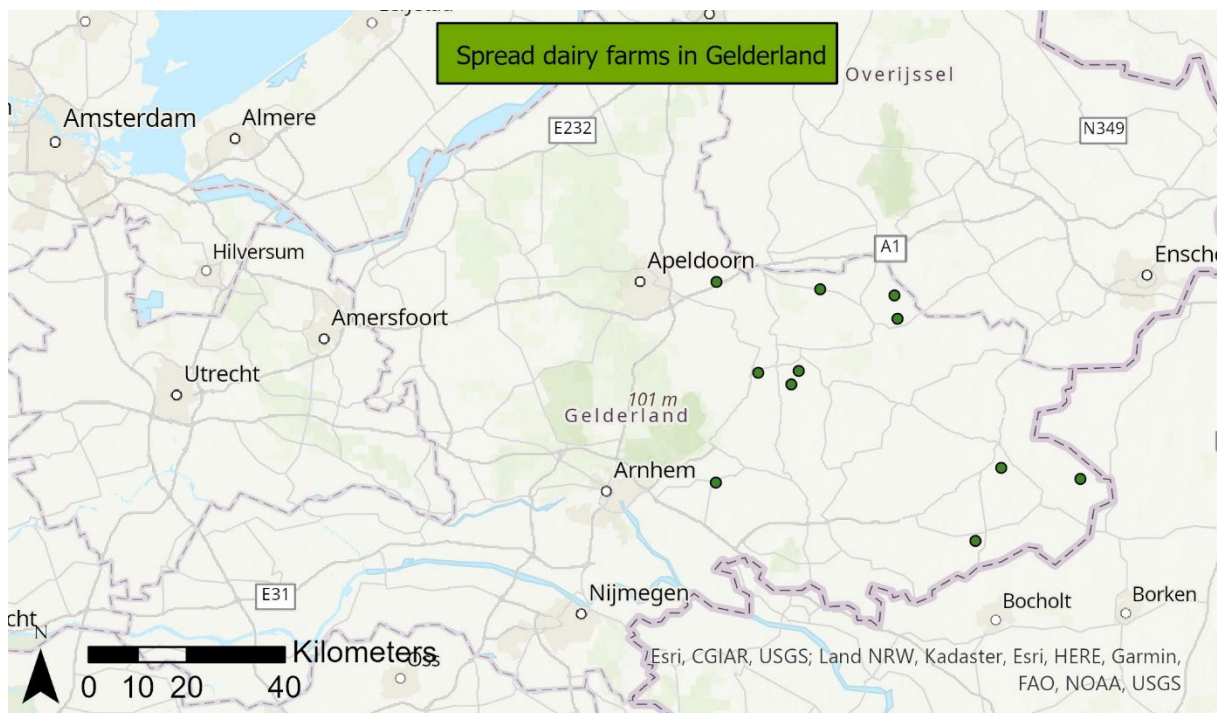 Spread dairy farms in Gelderland
Overijssel
Amsterdam
Almere
E232
N349
Hilversum
A1
Apeldoorn
Amersfoort
Utrecht
101 m
Gelderland
Arnhem
E31
Nijmegen
Bocholt
Borken
N
Kilometers
Oss
0 10 20 40
Esri, CGIAR, USGS; Land NRW, Kadaster, Esri, HERE, Garmin,
FAO, NOAA, USGS